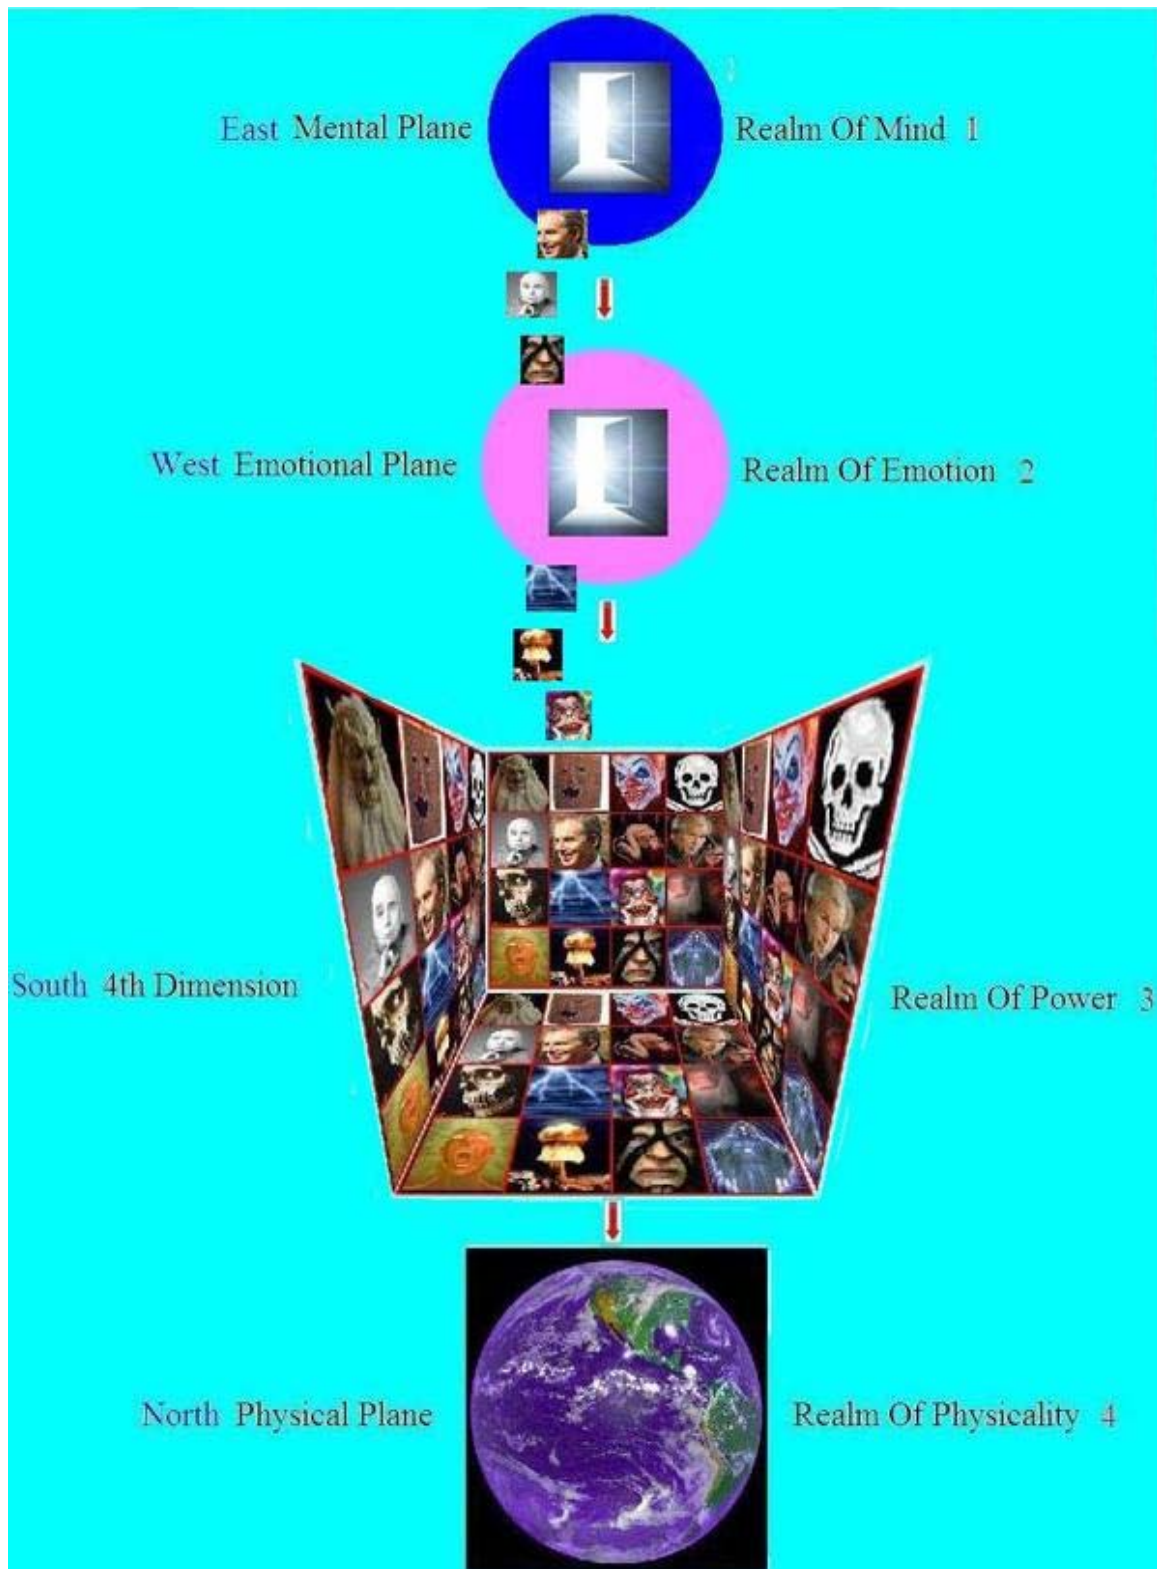 East Mental Plane
Realm Of Mind 1
West Emotional Plane
Realm Of Emotion 2
South 4th Dimension
Realm Of Power 3
North Physical Plane
Realm Of Physicality 4